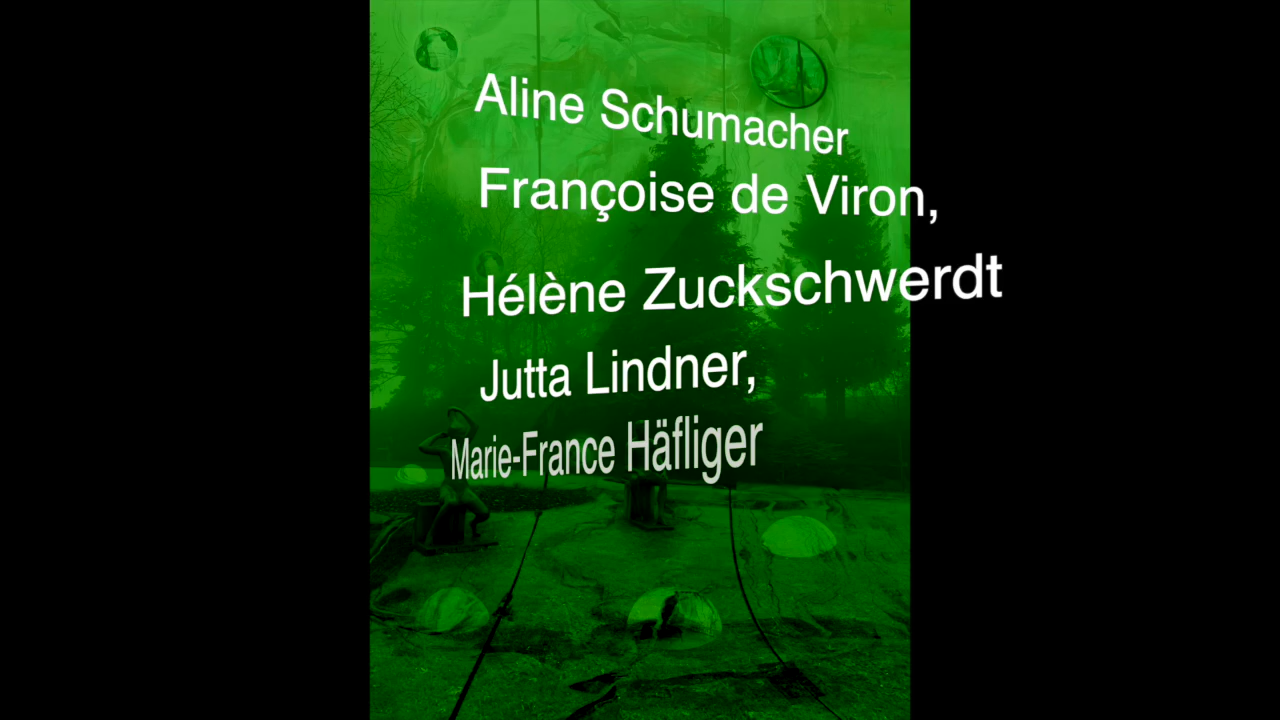 Aline Schumacher
Françoise de Viron,
Hélène Zuckschwerdt
Jutta Lindner,
Marie-France Häfliger